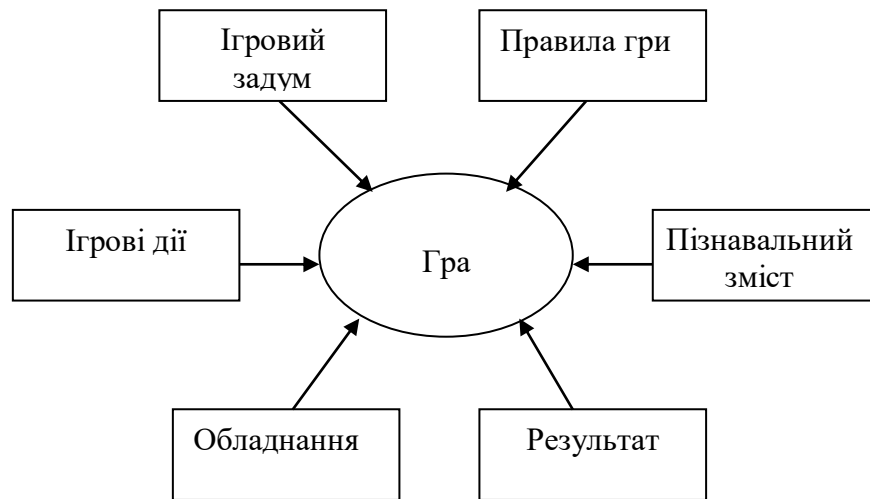 Ігровий
задум
Правила гри
Ігрові дії
Гра
Пізнавальний
зміст
Обладнання
Результат